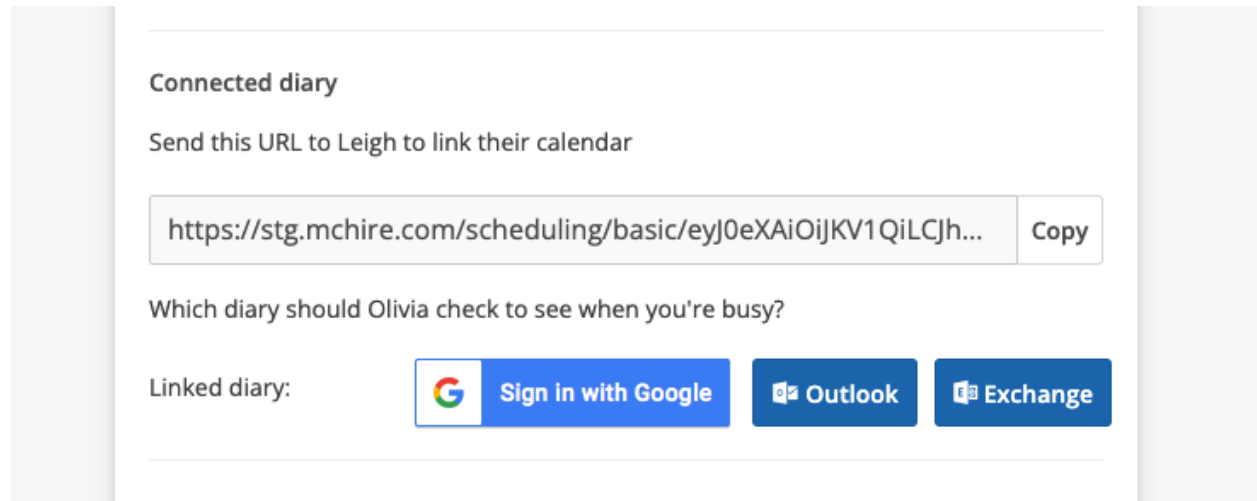 Connected diary
Send this URL to Leigh to link their calendar
https://stg.mchire.com/scheduling/basic/eyJ0eXAiOiJKV1QiLCJh... Copy
Which diary should Olivia check to see when you're busy?
Linked diary: Sign in with Google Outlook Exchange